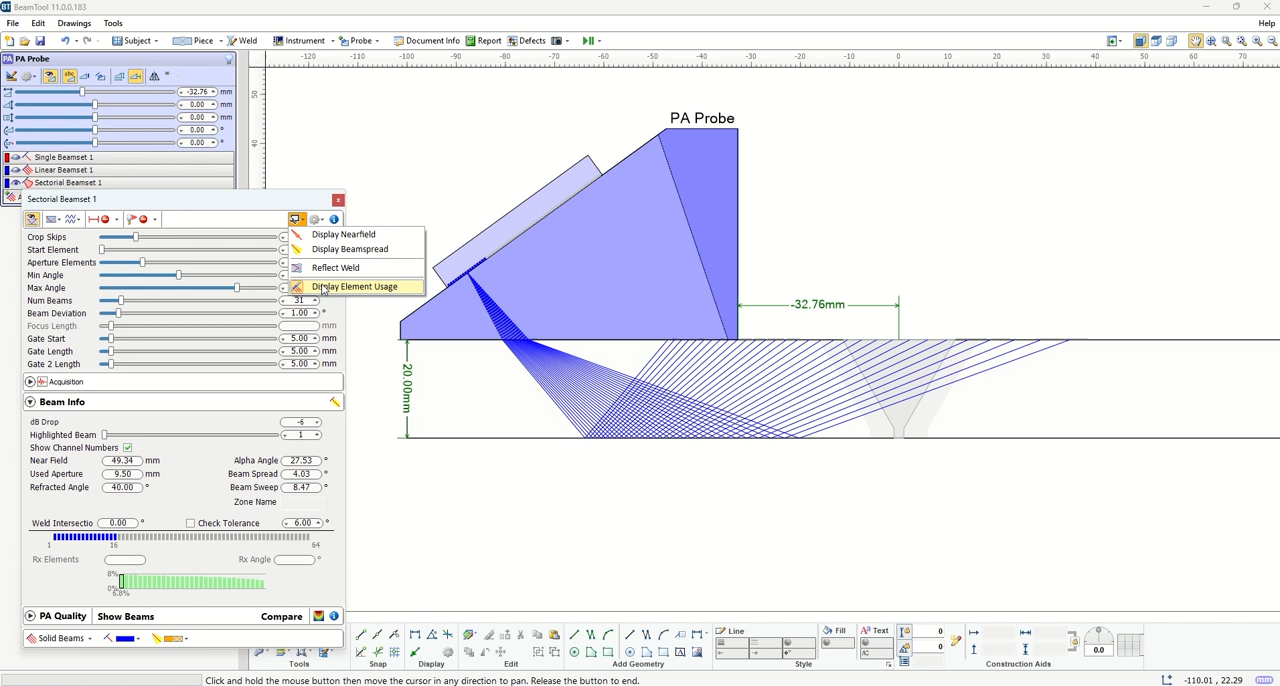 BeamTool 11.0.0.183
File Edit Drawings Tools Help
Subject Piece Weld Instrument Probe Document Info Report Defects
PA Probe
-120 -110 -100 -90 -80 -70 -60 -50 -40 -30 -20 -10 0 10 20 30 40 50 60 70
50
40
-32.76 mm
0.00 mm
0.00 mm
0.00 °
0.00 °
Single Beamset 1
Linear Beamset 1
Sectorial Beamset 1
A
Sectorial Beamset 1
Display Nearfield
Display Beamspread
Reflect Weld
Display Element Usage
Crop Skips
Start Element
Aperture Elements
Min Angle
Max Angle
Num Beams 31
Beam Deviation 1.00 °
Focus Length mm
Gate Start 5.00 mm
Gate Length 5.00 mm
Gate 2 Length 5.00 mm
Acquisition
Beam Info
dB Drop -6
Highlighted Beam 1
Show Channel Numbers
Near Field 49.34 mm Alpha Angle 27.53 °
Used Aperture 9.50 mm Beam Spread 4.03 °
Refracted Angle 40.00 ° Beam Sweep 8.47 °
Zone Name
Weld Intersectio 0.00 ° Check Tolerance 6.00 °
1 16 64
Rx Elements Rx Angle °
8%
0%
6.8%
PA Quality Show Beams Compare
Solid Beams
PA Probe
-32.76mm
20.00mm
Line Fill Text 0
0 0.0
Tools Snap Display Edit Add Geometry Style Construction Aids
Click and hold the mouse button then move the cursor in any direction to pan. Release the button to end.
-110.01 , 22.29